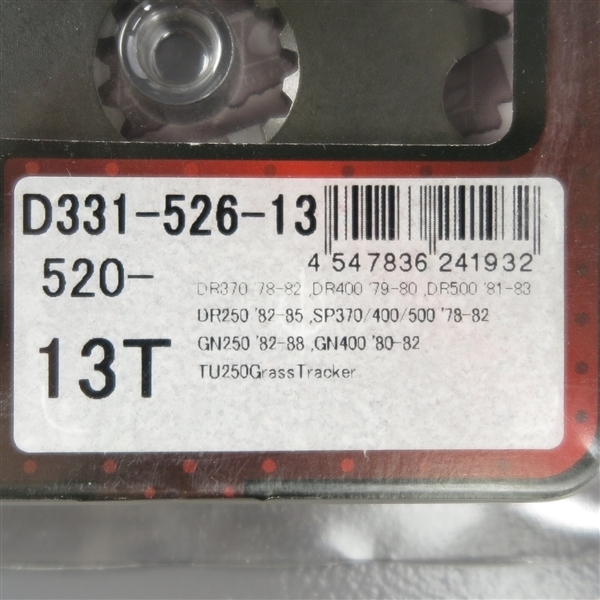 D331-526-13
4 547836 241932
520-
DR370 '78-82 ,DR400 '79-80 ,DR500 '81-83
DR250 '82-85 ,SP370/400/500 '78-82
13T
GN250 '82-88 ,GN400 '80-82
TU250GrassTracker